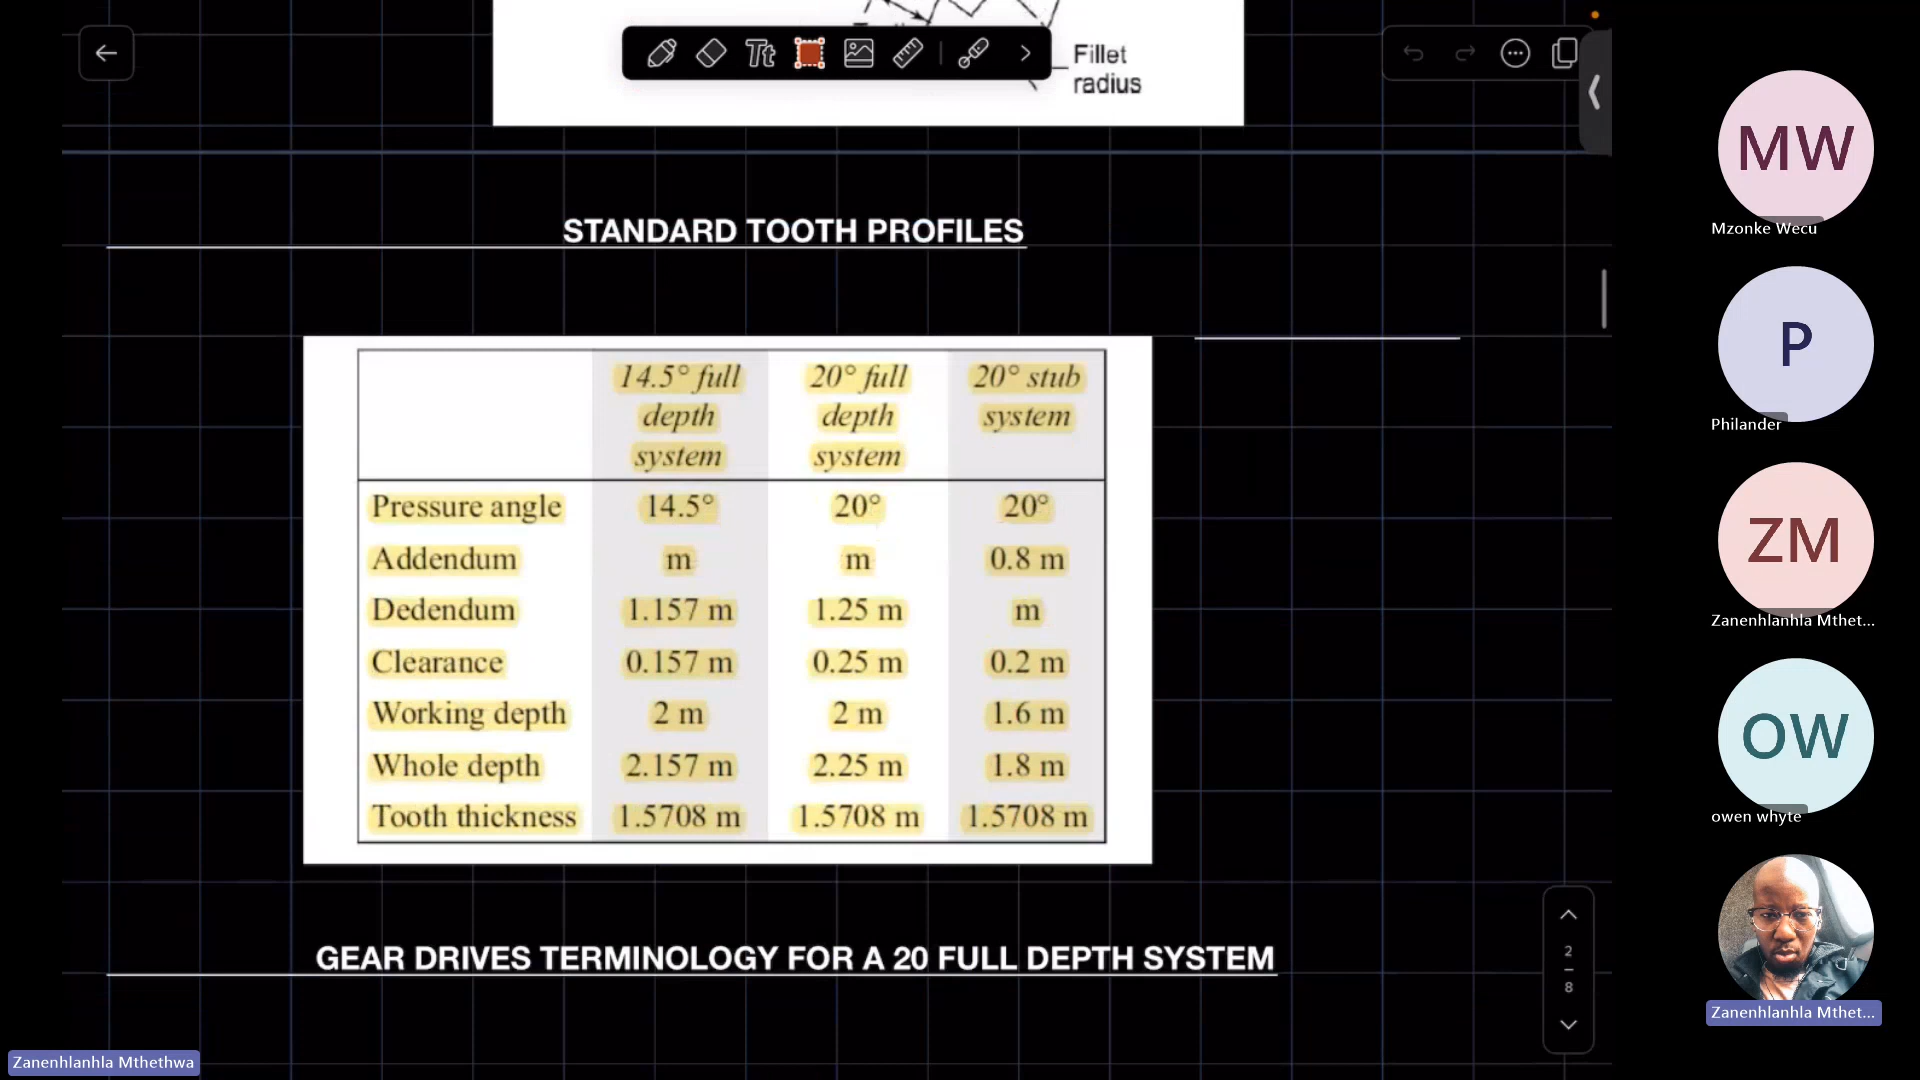 Fillet
radius
Tt
STANDARD TOOTH PROFILES
14.5° full depth system 20° full depth system 20° stub system
Pressure angle 14.5° 20° 20°
Addendum m m 0.8 m
Dedendum 1.157 m 1.25 m m
Clearance 0.157 m 0.25 m 0.2 m
Working depth 2 m 2 m 1.6 m
Whole depth 2.157 m 2.25 m 1.8 m
Tooth thickness 1.5708 m 1.5708 m 1.5708 m
GEAR DRIVES TERMINOLOGY FOR A 20 FULL DEPTH SYSTEM
2
8
Zanenhlanhla Mthethwa
MW
Mzonke Wecu
P
Philander
ZM
Zanenhlanhla Mthet...
OW
owen whyte
Zanenhlanhla Mthet...